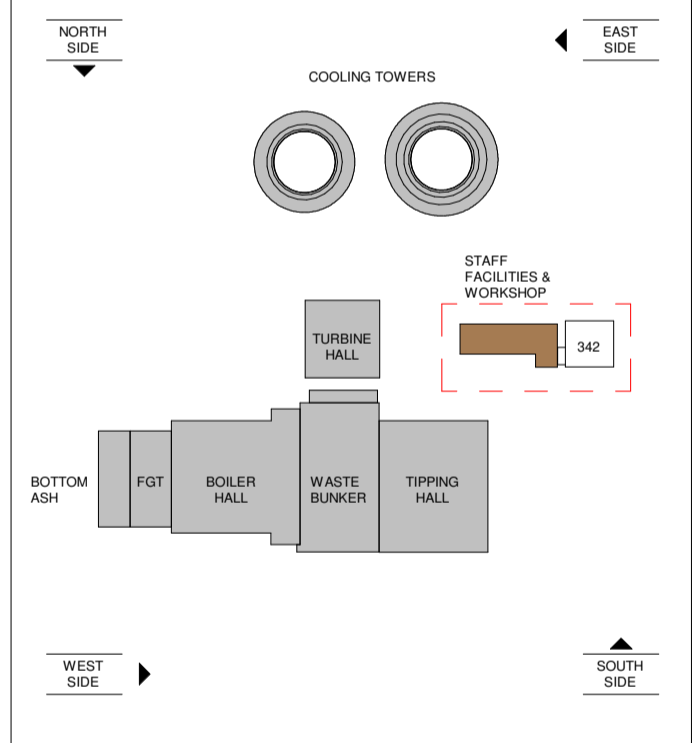 NORTH
SIDE
EAST
SIDE
COOLING TOWERS
STAFF
FACILITIES &
WORKSHOP
TURBINE
HALL
342
BOTTOM
ASH
FGT
BOILER
HALL
WASTE
BUNKER
TIPPING
HALL
WEST
SIDE
SOUTH
SIDE